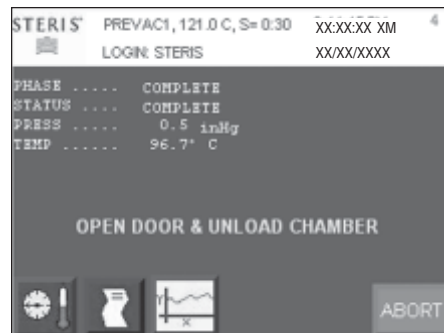 STERIS PREVAC1, 121.0 C, S= 0:30 XX:XX:XX XM 4
LOGIN: STERIS XX/XX/XXXX
PHASE ..... COMPLETE
STATUS .... COMPLETE
PRESS ..... 0.5 inHg
TEMP ...... 96.7° C
OPEN DOOR & UNLOAD CHAMBER
Y
X
ABORT